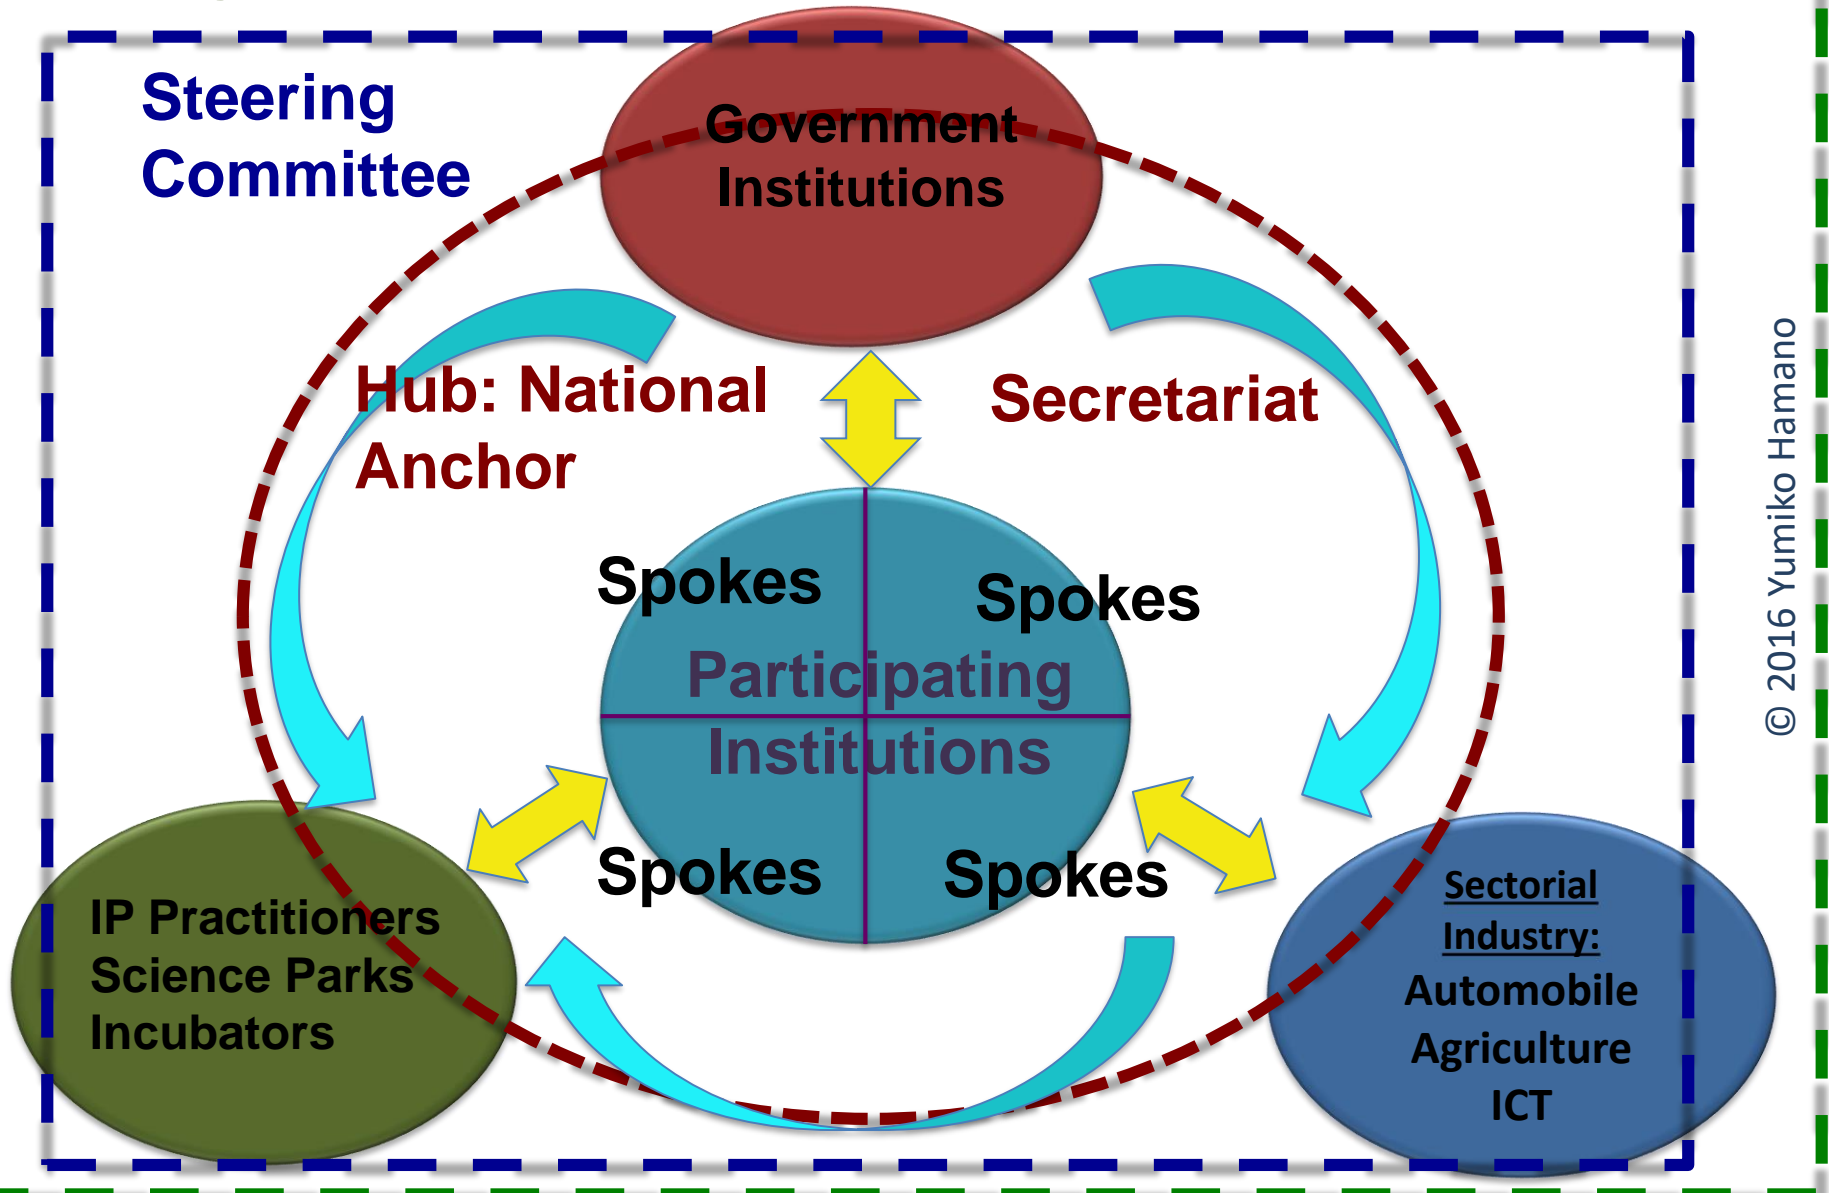 Steering
Committee
Government
Institutions
Hub: National
Anchor
Secretariat
Spokes
Spokes
Participating
Institutions
Spokes
Spokes
IP Practitioners
Science Parks
Incubators
Sectorial
Industry:
Automobile
Agriculture
ICT
© 2016 Yumiko Hamano